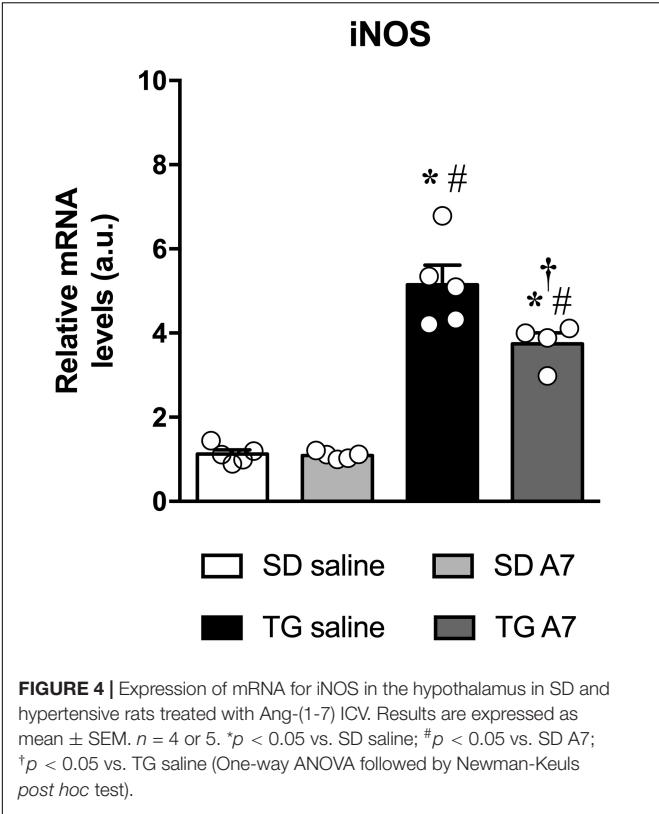 iNOS
10
8
6
4
2
0
Relative mRNA
levels (a.u.)
* #
†
* #
SD saline
SD A7
TG saline
TG A7
FIGURE 4 | Expression of mRNA for iNOS in the hypothalamus in SD and
hypertensive rats treated with Ang-(1-7) ICV. Results are expressed as
mean ± SEM. n = 4 or 5. *p < 0.05 vs. SD saline; #p < 0.05 vs. SD A7;
†p < 0.05 vs. TG saline (One-way ANOVA followed by Newman-Keuls
post hoc test).